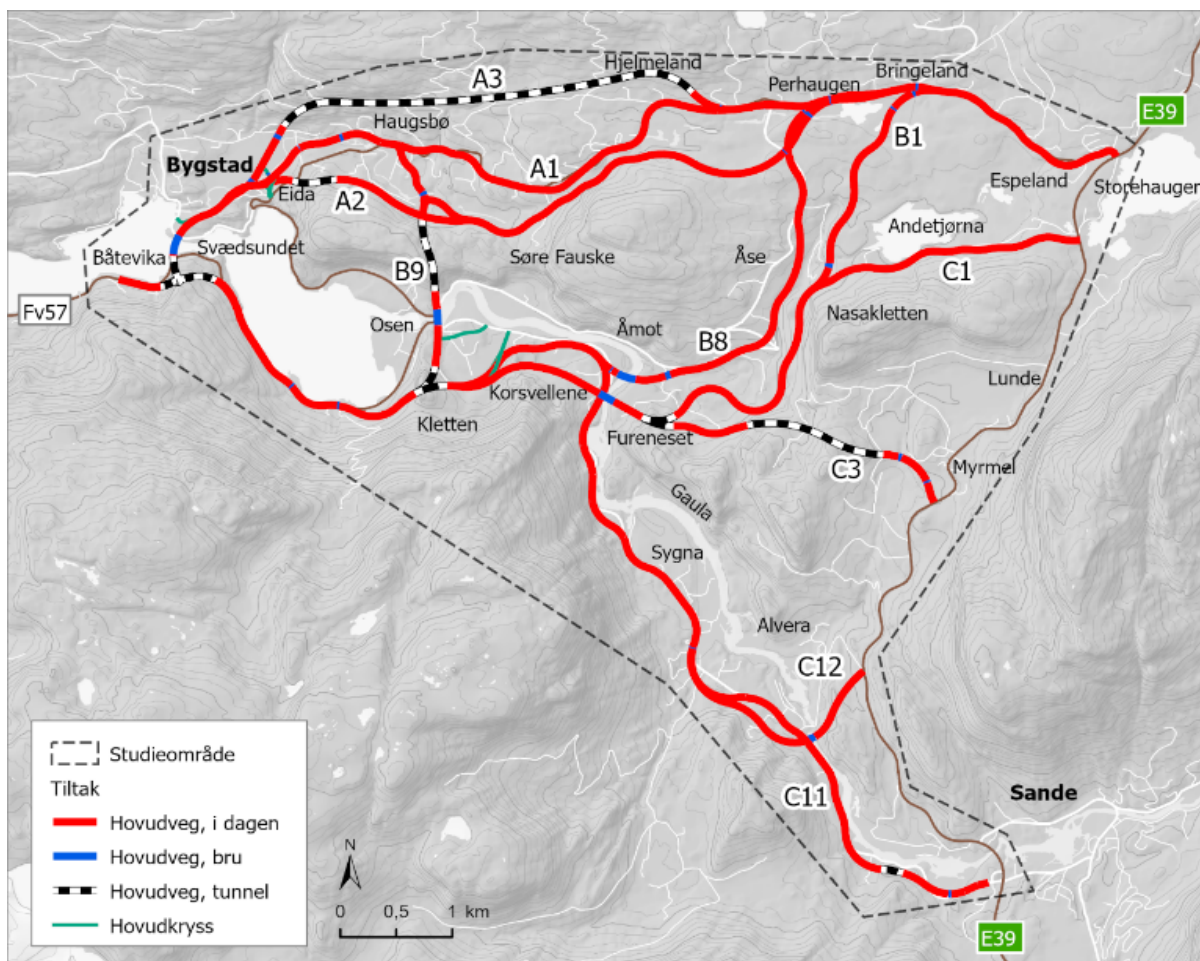 Hjelmeland
A3
Perhaugen
Bringeland
E39
Haugsbø
B1
Bygstad
A1
Eida
A2
Espeland
Storehaugen
Andetjørna
Svædsundet
Båtevika
Søre Fauske
Åse
B9
C1
Fv57
Osen
Nasakletten
Åmot
B8
Lunde
Korsvellene
Kletten
Fureneset
C3
Myrmel
Gaula
Sygna
Alvera
C12
C11
Sande
E39
Studieområde
Tiltak
Hovudveg, i dagen
Hovudveg, bru
Hovudveg, tunnel
Hovudkryss
N
0 0,5 1 km